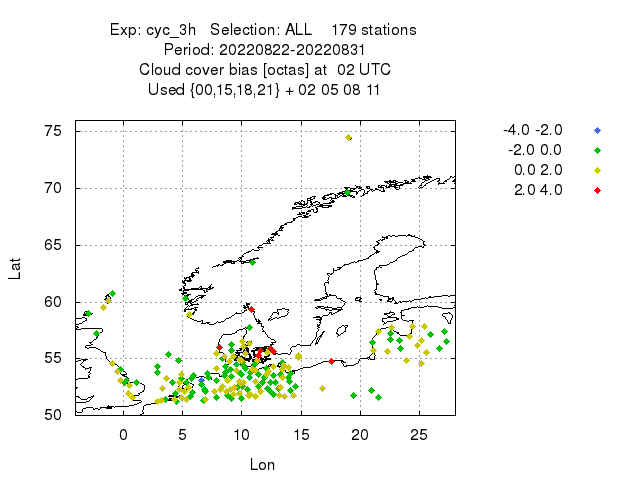 Exp: cyc_3h   Selection: ALL    179 stations
Period: 20220822-20220831
Cloud cover bias [octas] at  02 UTC
Used {00,15,18,21} + 02 05 08 11
-4.0 -2.0
-2.0 0.0
0.0 2.0
2.0 4.0
75
70
65
60
55
50
Lat
0 5 10 15 20 25
Lon